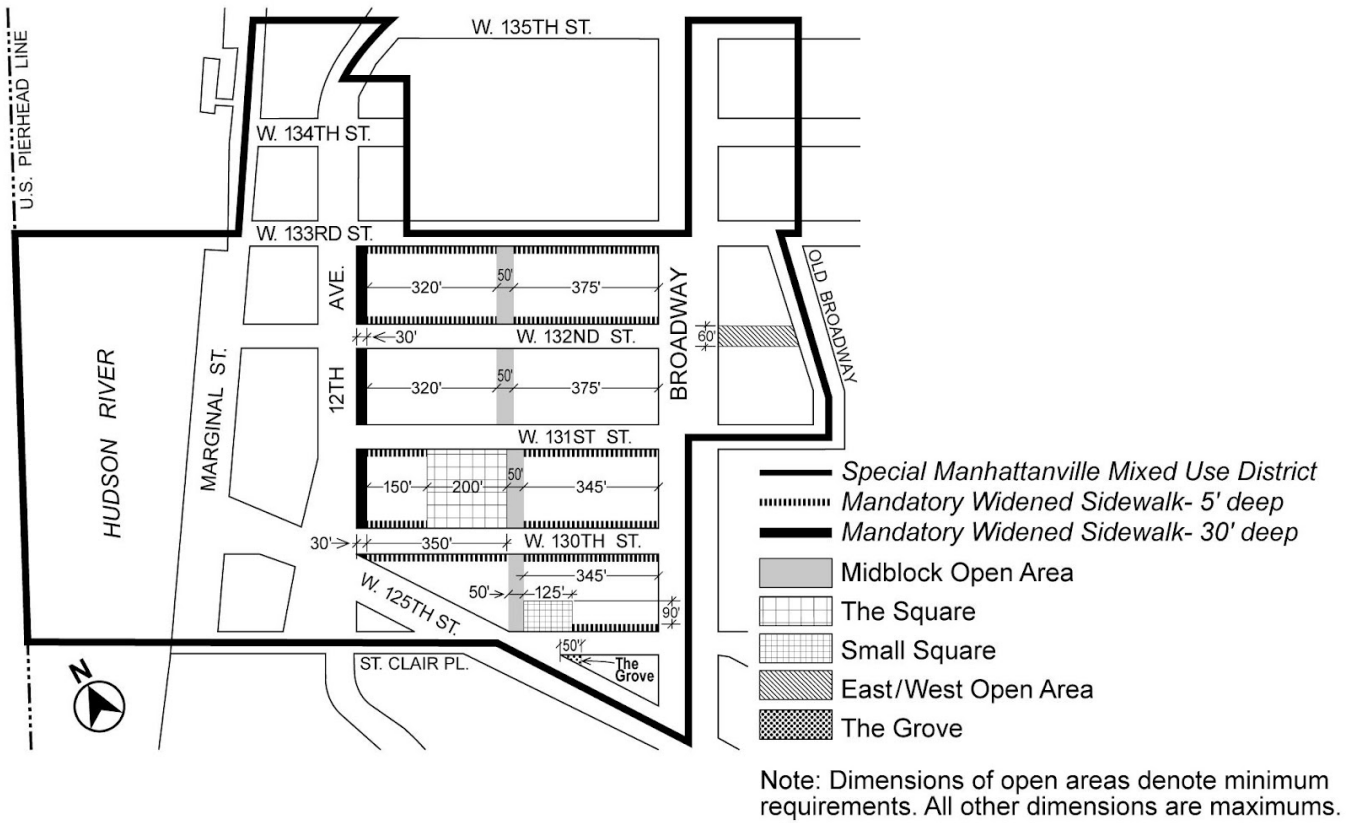 W. 135TH ST.
U.S. PIERHEAD LINE
W. 134TH ST.
W. 133RD ST.
OLD BROADWAY
AVE.
320'
50'
375'
BROADWAY
30'
W. 132ND ST.
60'
HUDSON RIVER
MARGINAL ST.
12TH
320'
50'
375'
W. 131ST ST.
150'
200'
50'
345'
30'
350'
W. 130TH ST.
345'
W. 125TH ST.
50'
125'
90'
50'
The
Grove
ST. CLAIR PL.
N
Special Manhattanville Mixed Use District
Mandatory Widened Sidewalk- 5' deep
Mandatory Widened Sidewalk- 30' deep
Midblock Open Area
The Square
Small Square
East/West Open Area
The Grove
Note: Dimensions of open areas denote minimum
requirements. All other dimensions are maximums.